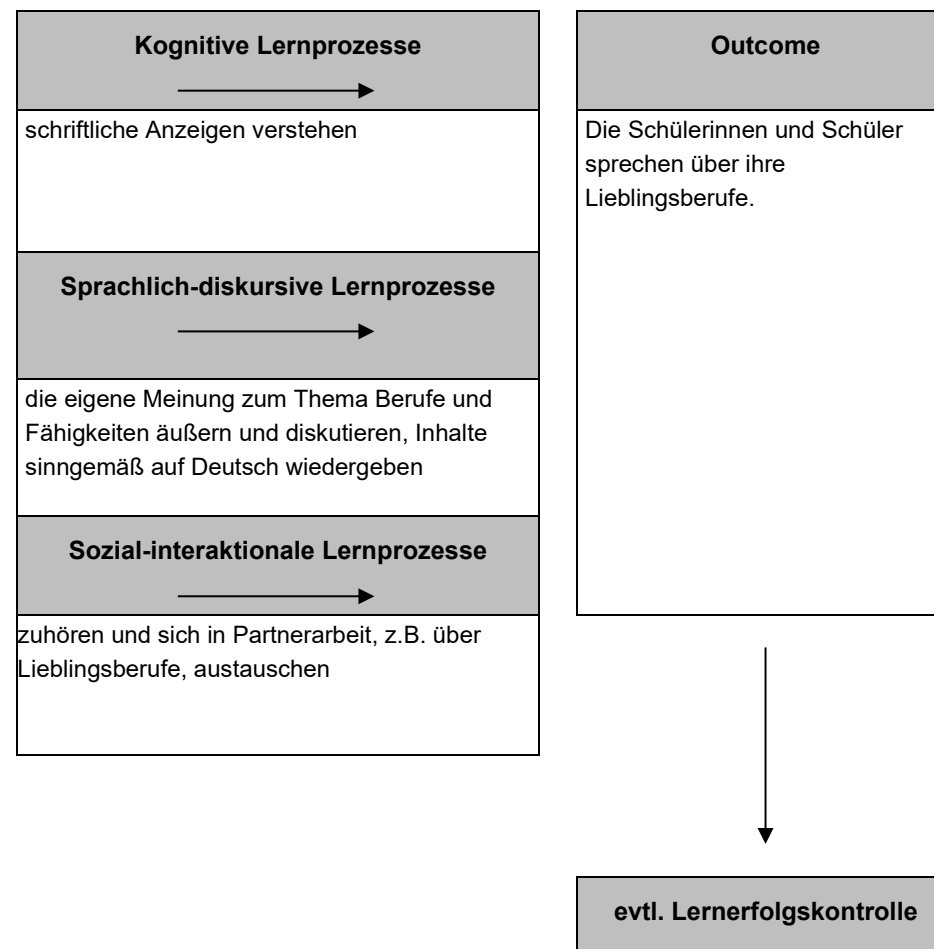 Kognitive Lernprozesse
schriftliche Anzeigen verstehen
Sprachlich-diskursive Lernprozesse
die eigene Meinung zum Thema Berufe und
Fähigkeiten äußern und diskutieren, Inhalte
sinngemäß auf Deutsch wiedergeben
Sozial-interaktionale Lernprozesse
zuhören und sich in Partnerarbeit, z.B. über
Lieblingsberufe, austauschen
Outcome
Die Schülerinnen und Schüler
sprechen über ihre
Lieblingsberufe.
evtl. Lernerfolgskontrolle